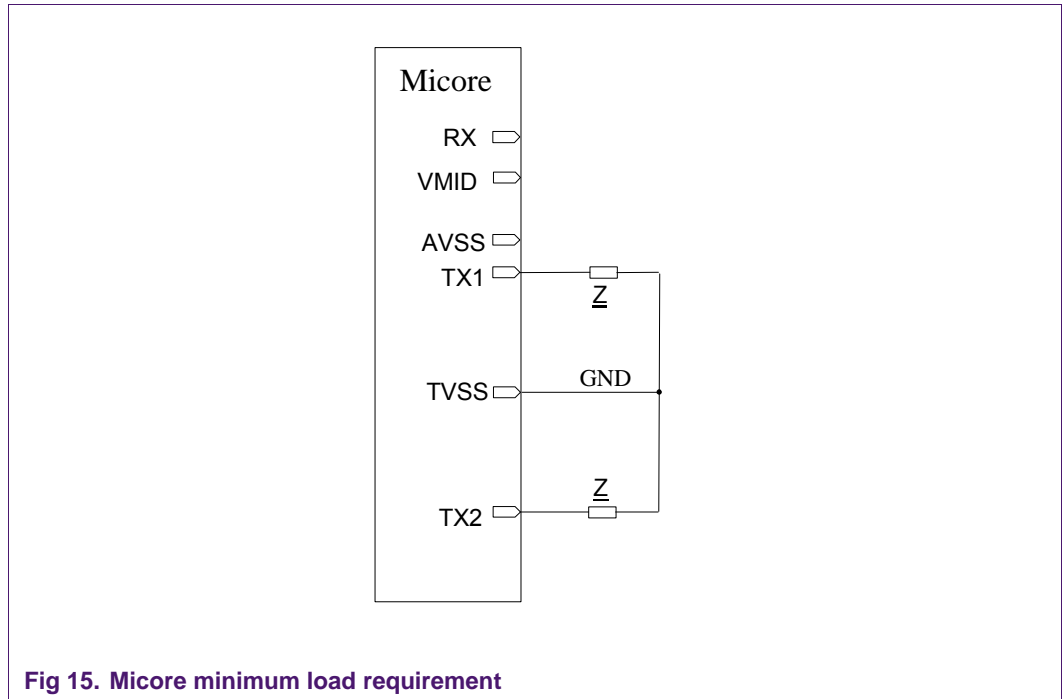 Micore
RX
VMID
AVSS
TX1
Z
GND
TVSS
Z
TX2
Fig 15. Micore minimum load requirement